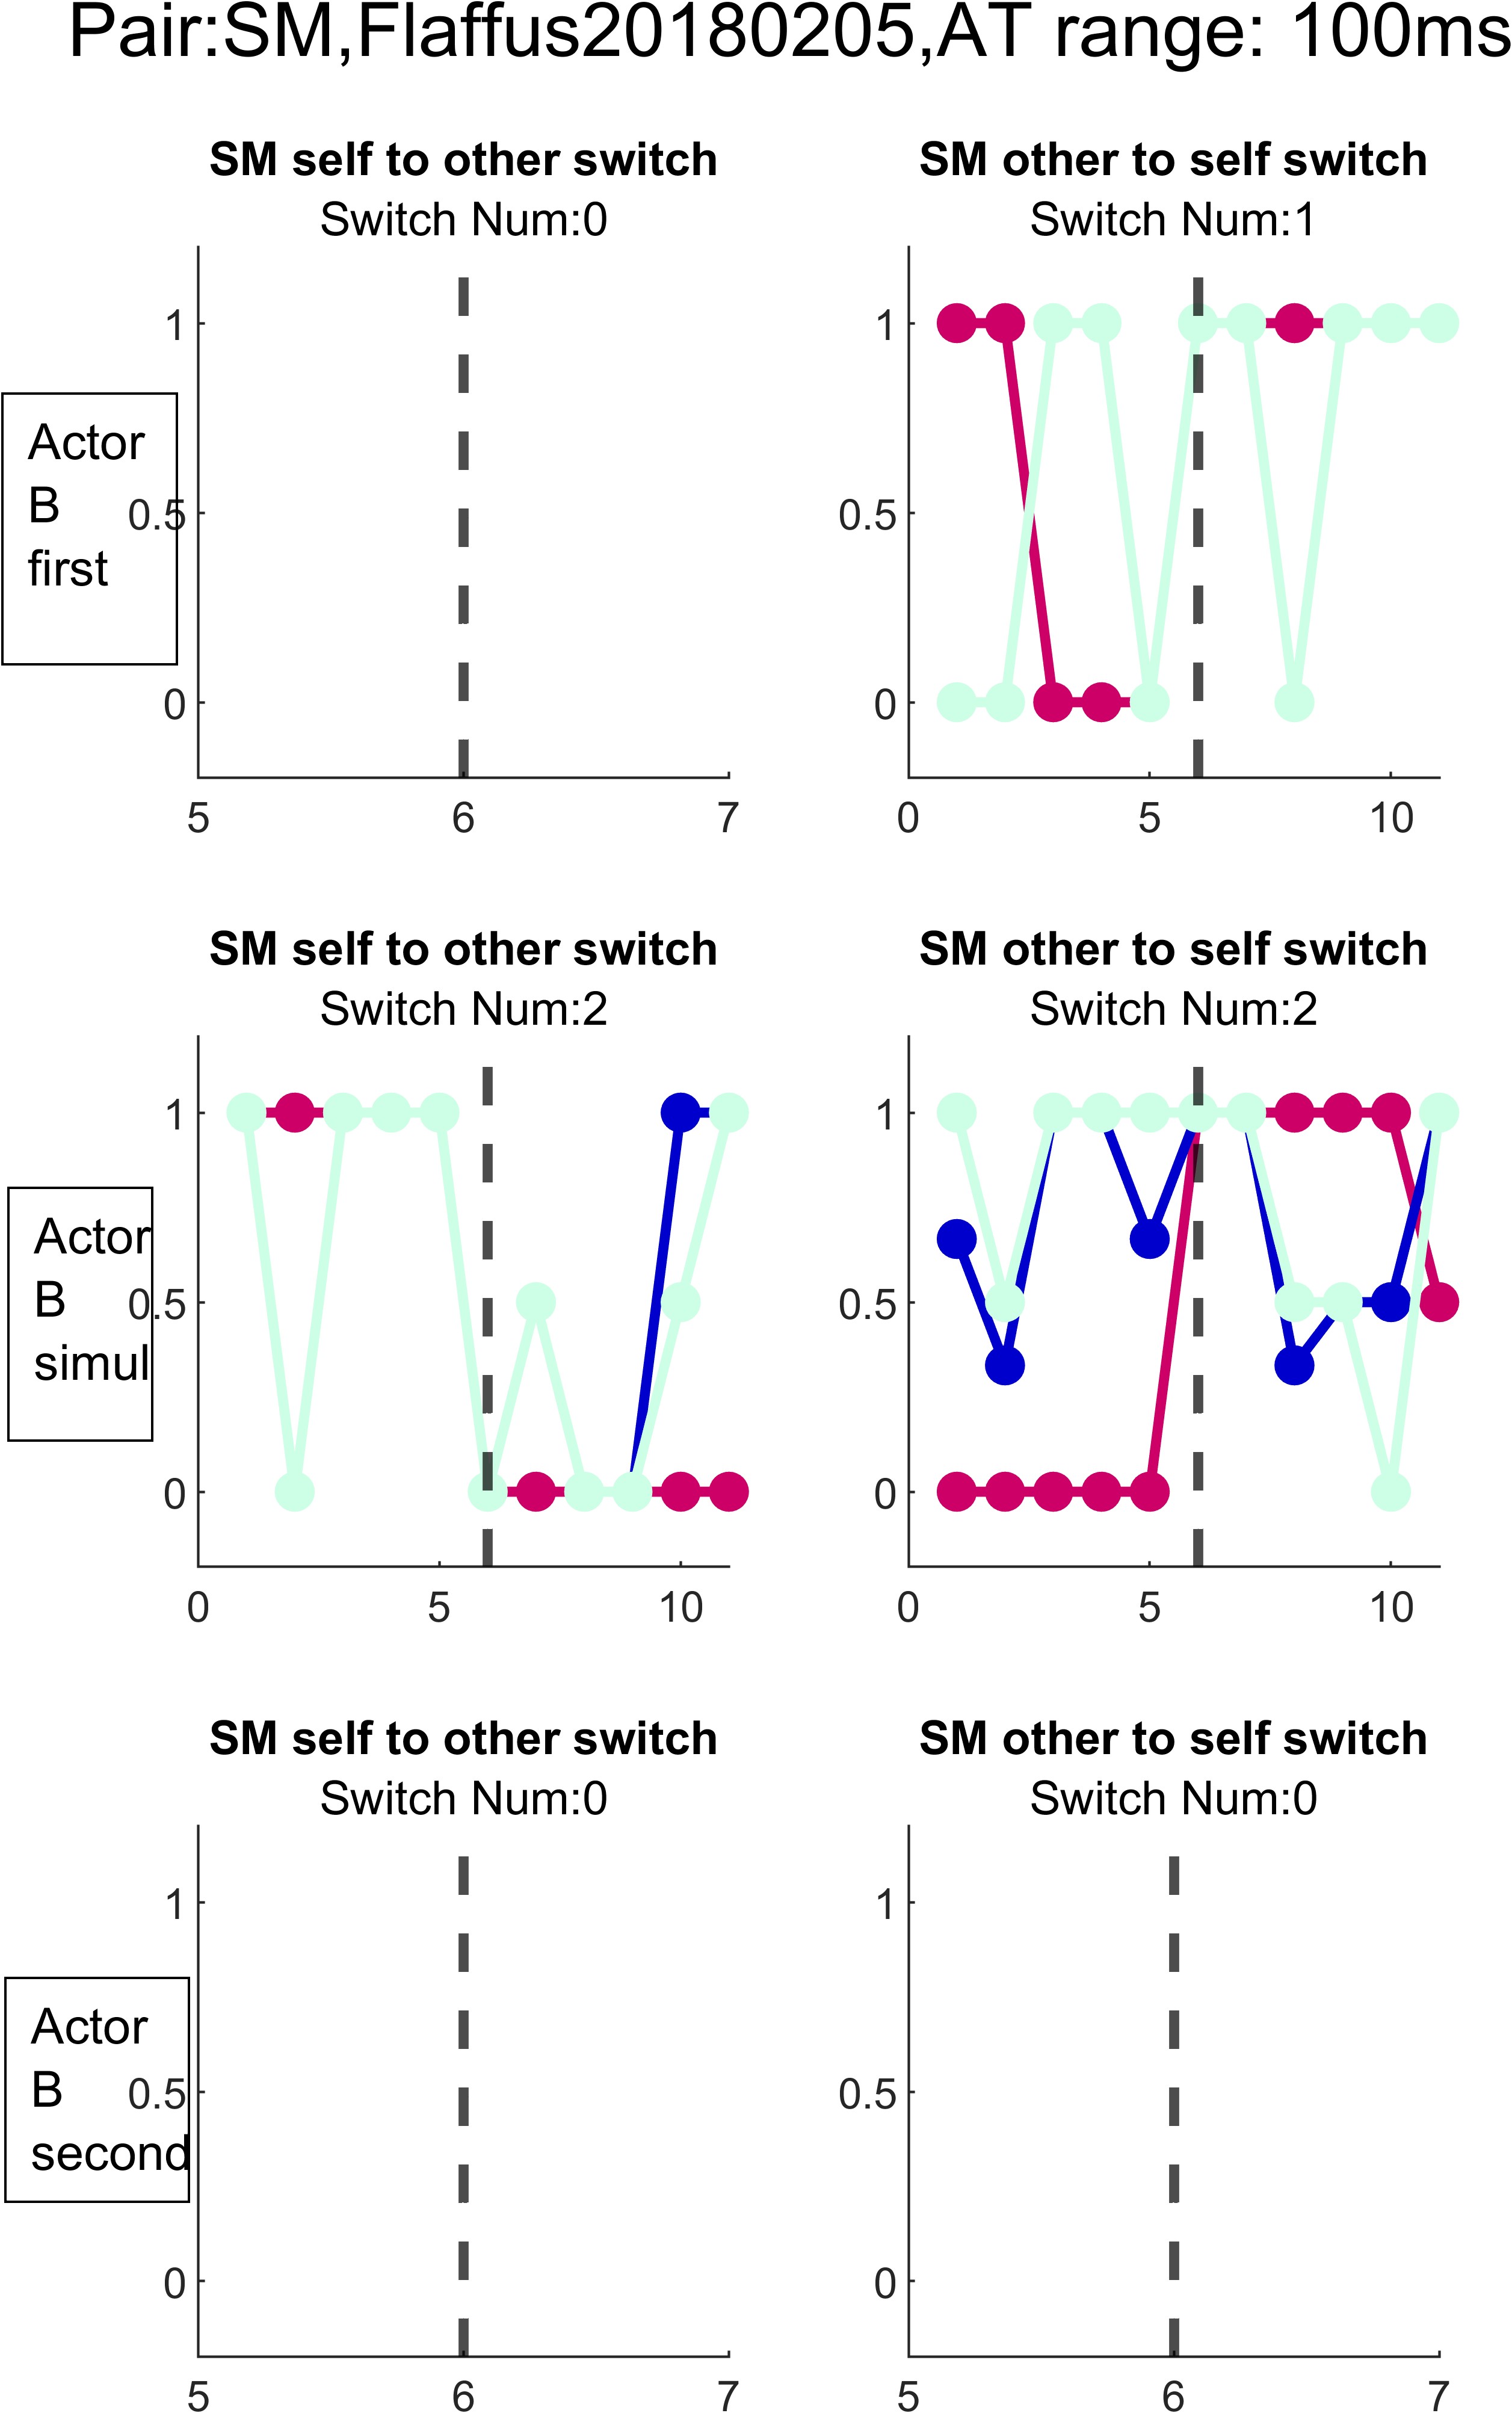 Pair:SM,Flaffus20180205,AT range: 100ms
SM self to other switch
Switch Num:0
1
0.5
0
5 6 7
SM other to self switch
Switch Num:1
1
0.5
0
0 5 10
Actor
B
first
SM self to other switch
Switch Num:2
1
0.5
0
0 5 10
SM other to self switch
Switch Num:2
1
0.5
0
0 5 10
Actor
B
simul
SM self to other switch
Switch Num:0
1
0.5
0
5 6 7
SM other to self switch
Switch Num:0
1
0.5
0
5 6 7
Actor
B
second